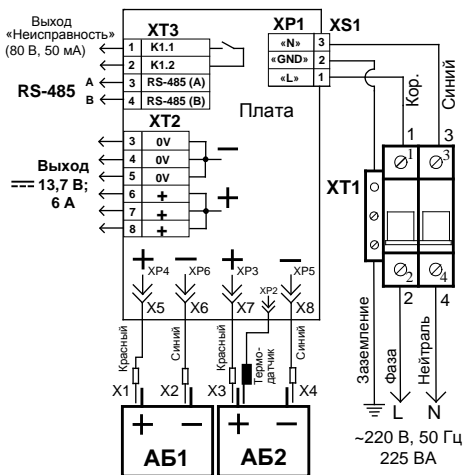 Выход
«Неисправность»
(80 В, 50 мА)
XT3
1 K1.1
2 K1.2
RS-485
A 3 RS-485 (A)
B 4 RS-485 (B)
XP1 XS1
«N» 3
«GND» 2
«L» 1
Плата
Кор.
Синий
XT2
3 0V
4 0V
5 0V
6 +
7 +
8 +
−
+
Выход
13,7 В;
6 А
1 3
1 3
XT1
2 4
2 4
+ − + −
XP4 XP6 XP3 XP2 XP5
X5 X6 X7 X8
Красный
Синий
Красный
Термо-
датчик
Синий
X1 X2 X3 X4
+ − + −
АБ1 АБ2
Заземление
Фаза
Нейтраль
L N
~220 В, 50 Гц
225 ВА